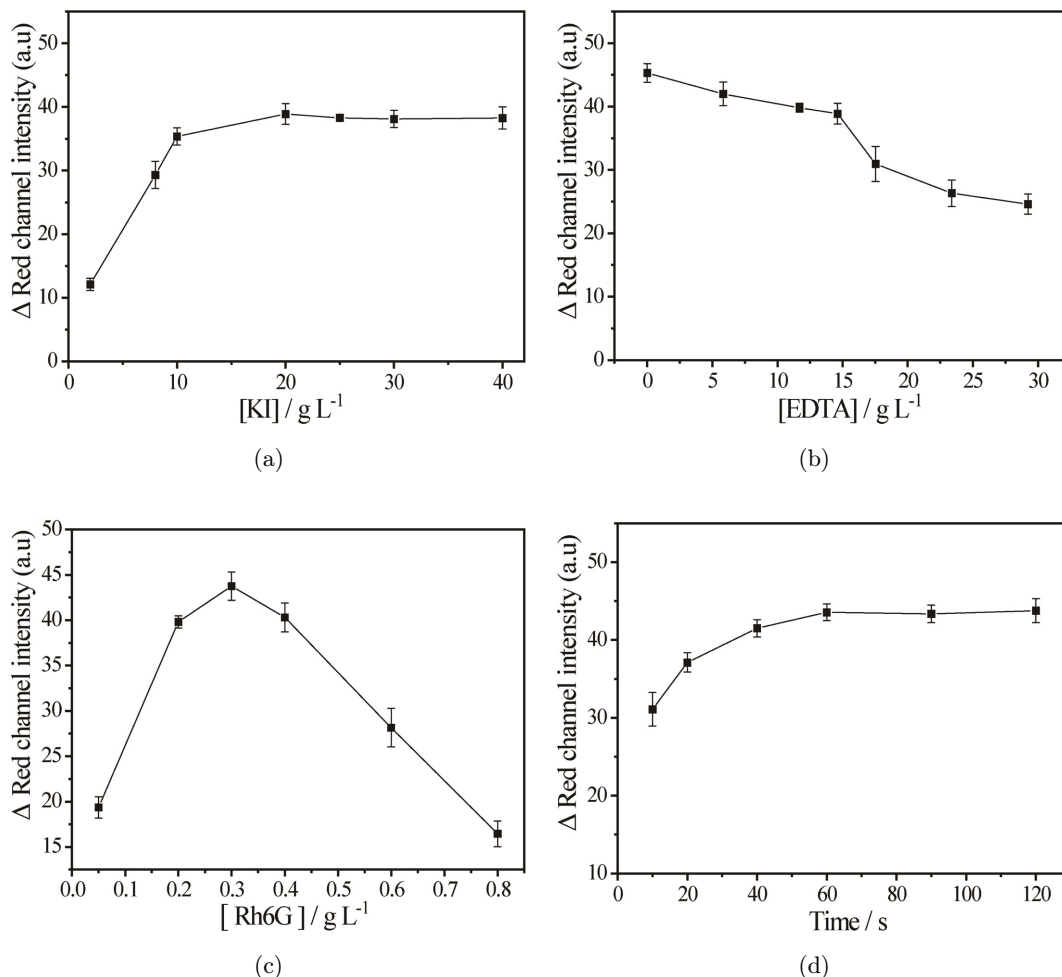 50
40
30
20
10
0
Δ Red channel intensity (a.u)
0 10 20 30 40
[KI] / g L⁻¹
(a)
50
40
30
20
10
0
Δ Red channel intensity (a.u)
0 5 10 15 20 25 30
[EDTA] / g L⁻¹
(b)
50
45
40
35
30
25
20
15
Δ Red channel intensity (a.u)
0.0 0.1 0.2 0.3 0.4 0.5 0.6 0.7 0.8
[ Rh6G ] / g L⁻¹
(c)
50
40
30
20
10
Δ Red channel intensity (a.u)
0 20 40 60 80 100 120
Time / s
(d)